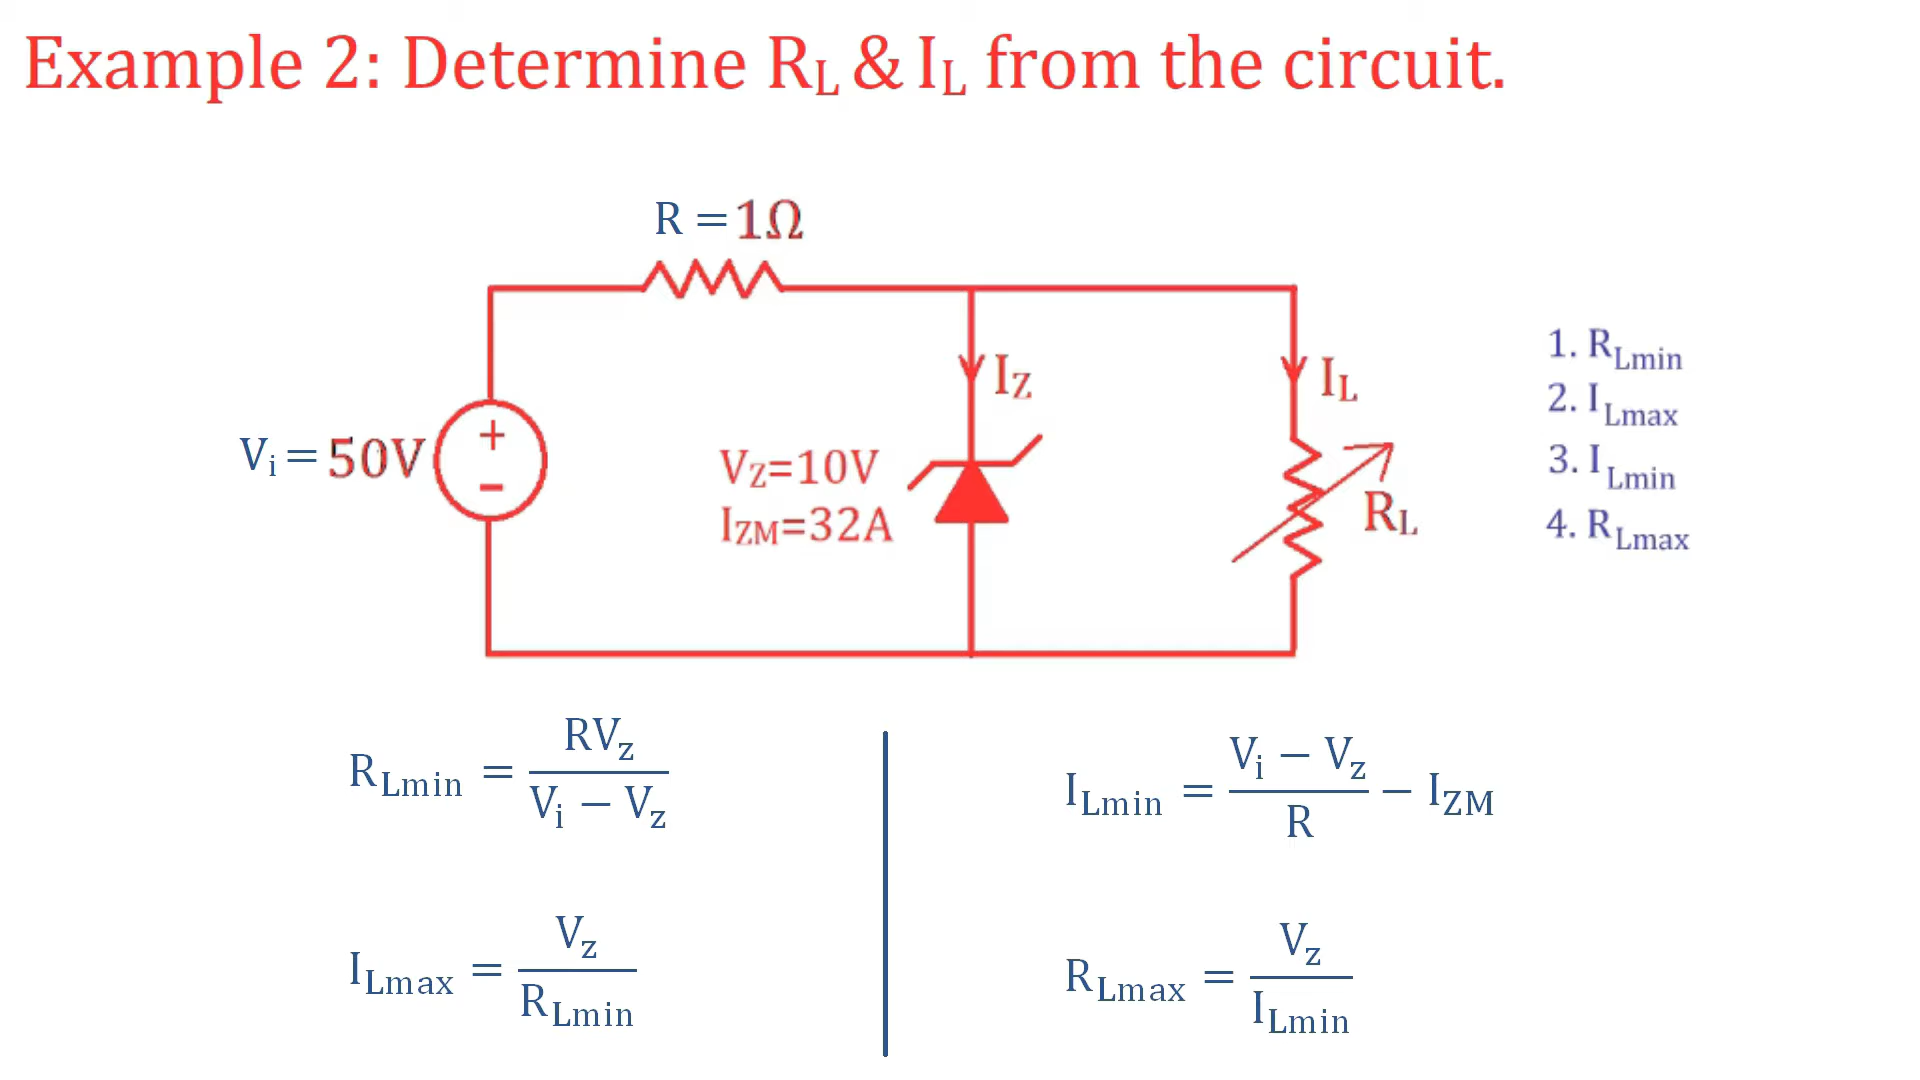 Example 2: Determine RL & IL from the circuit.
R = 1Ω
Vi = 50V
+
-
IZ
VZ=10V
IZM=32A
IL
RL
1. RLmin
2. ILmax
3. ILmin
4. RLmax
RLmin = RVz / Vi − Vz
ILmax = Vz / RLmin
ILmin = Vi − Vz / R − IZM
RLmax = Vz / ILmin